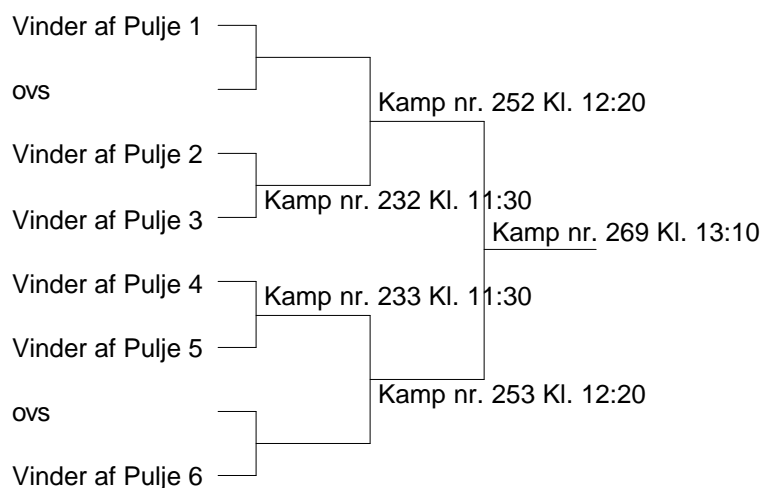 Vinder af Pulje 1
ovs
Kamp nr. 252 Kl. 12:20
Vinder af Pulje 2
Kamp nr. 232 Kl. 11:30
Vinder af Pulje 3
Kamp nr. 269 Kl. 13:10
Vinder af Pulje 4
Kamp nr. 233 Kl. 11:30
Vinder af Pulje 5
Kamp nr. 253 Kl. 12:20
ovs
Vinder af Pulje 6